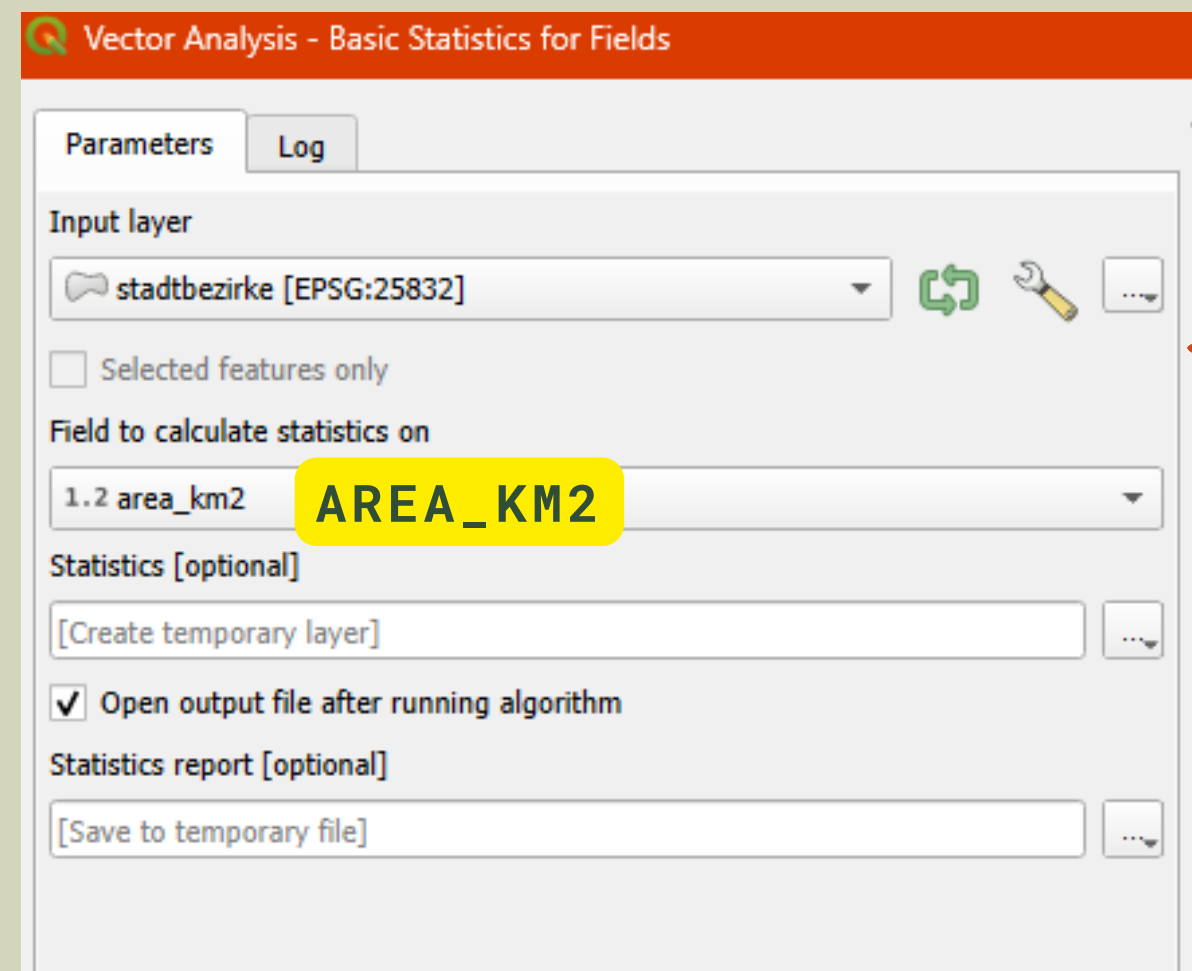 Vector Analysis - Basic Statistics for Fields
Parameters Log
Input layer
stadtbezirke [EPSG:25832]
...
Selected features only
Field to calculate statistics on
1.2 area_km2 AREA_KM2
Statistics [optional]
[Create temporary layer]
...
Open output file after running algorithm
Statistics report [optional]
[Save to temporary file]
...